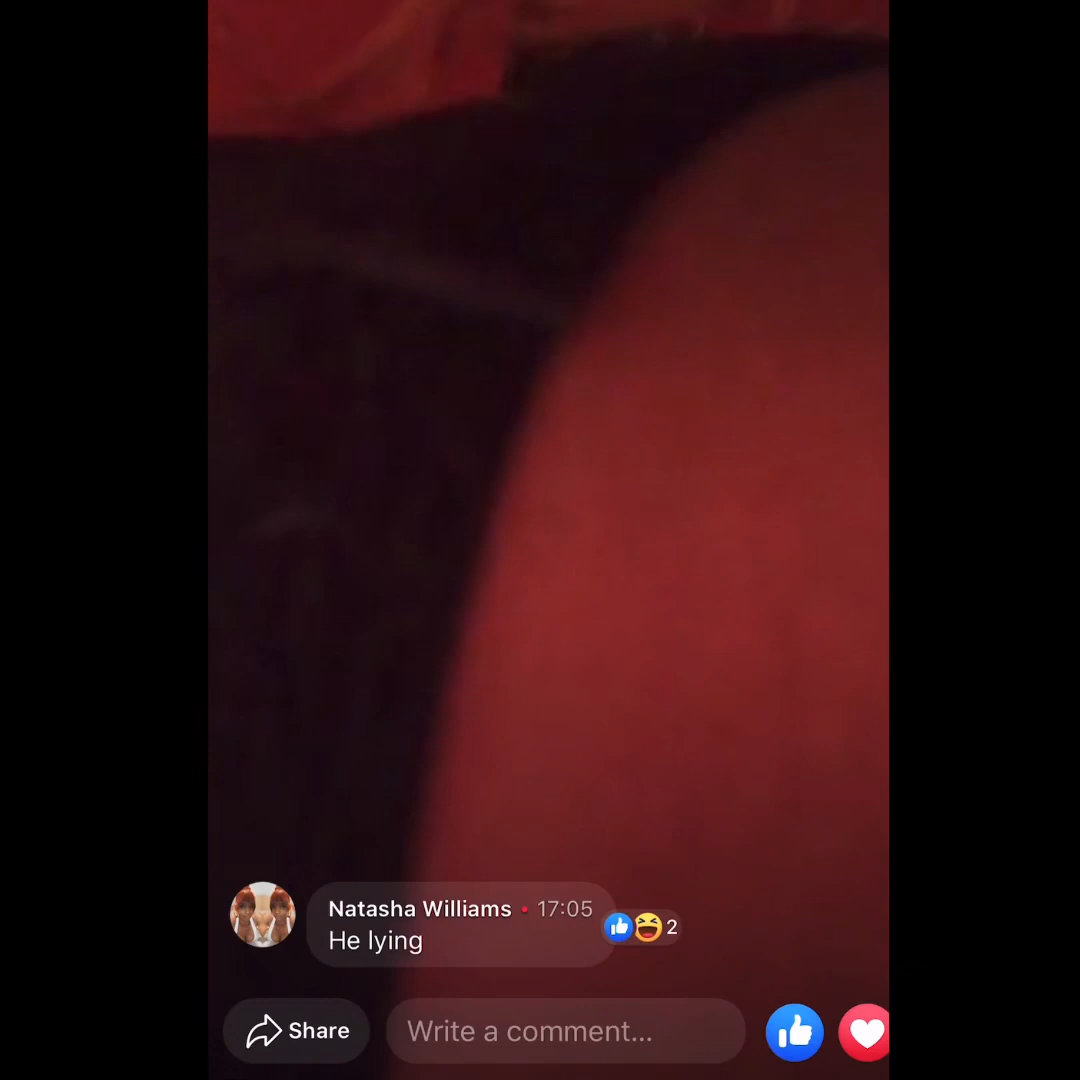 Natasha Williams • 17:05
He lying
2
Share
Write a comment...